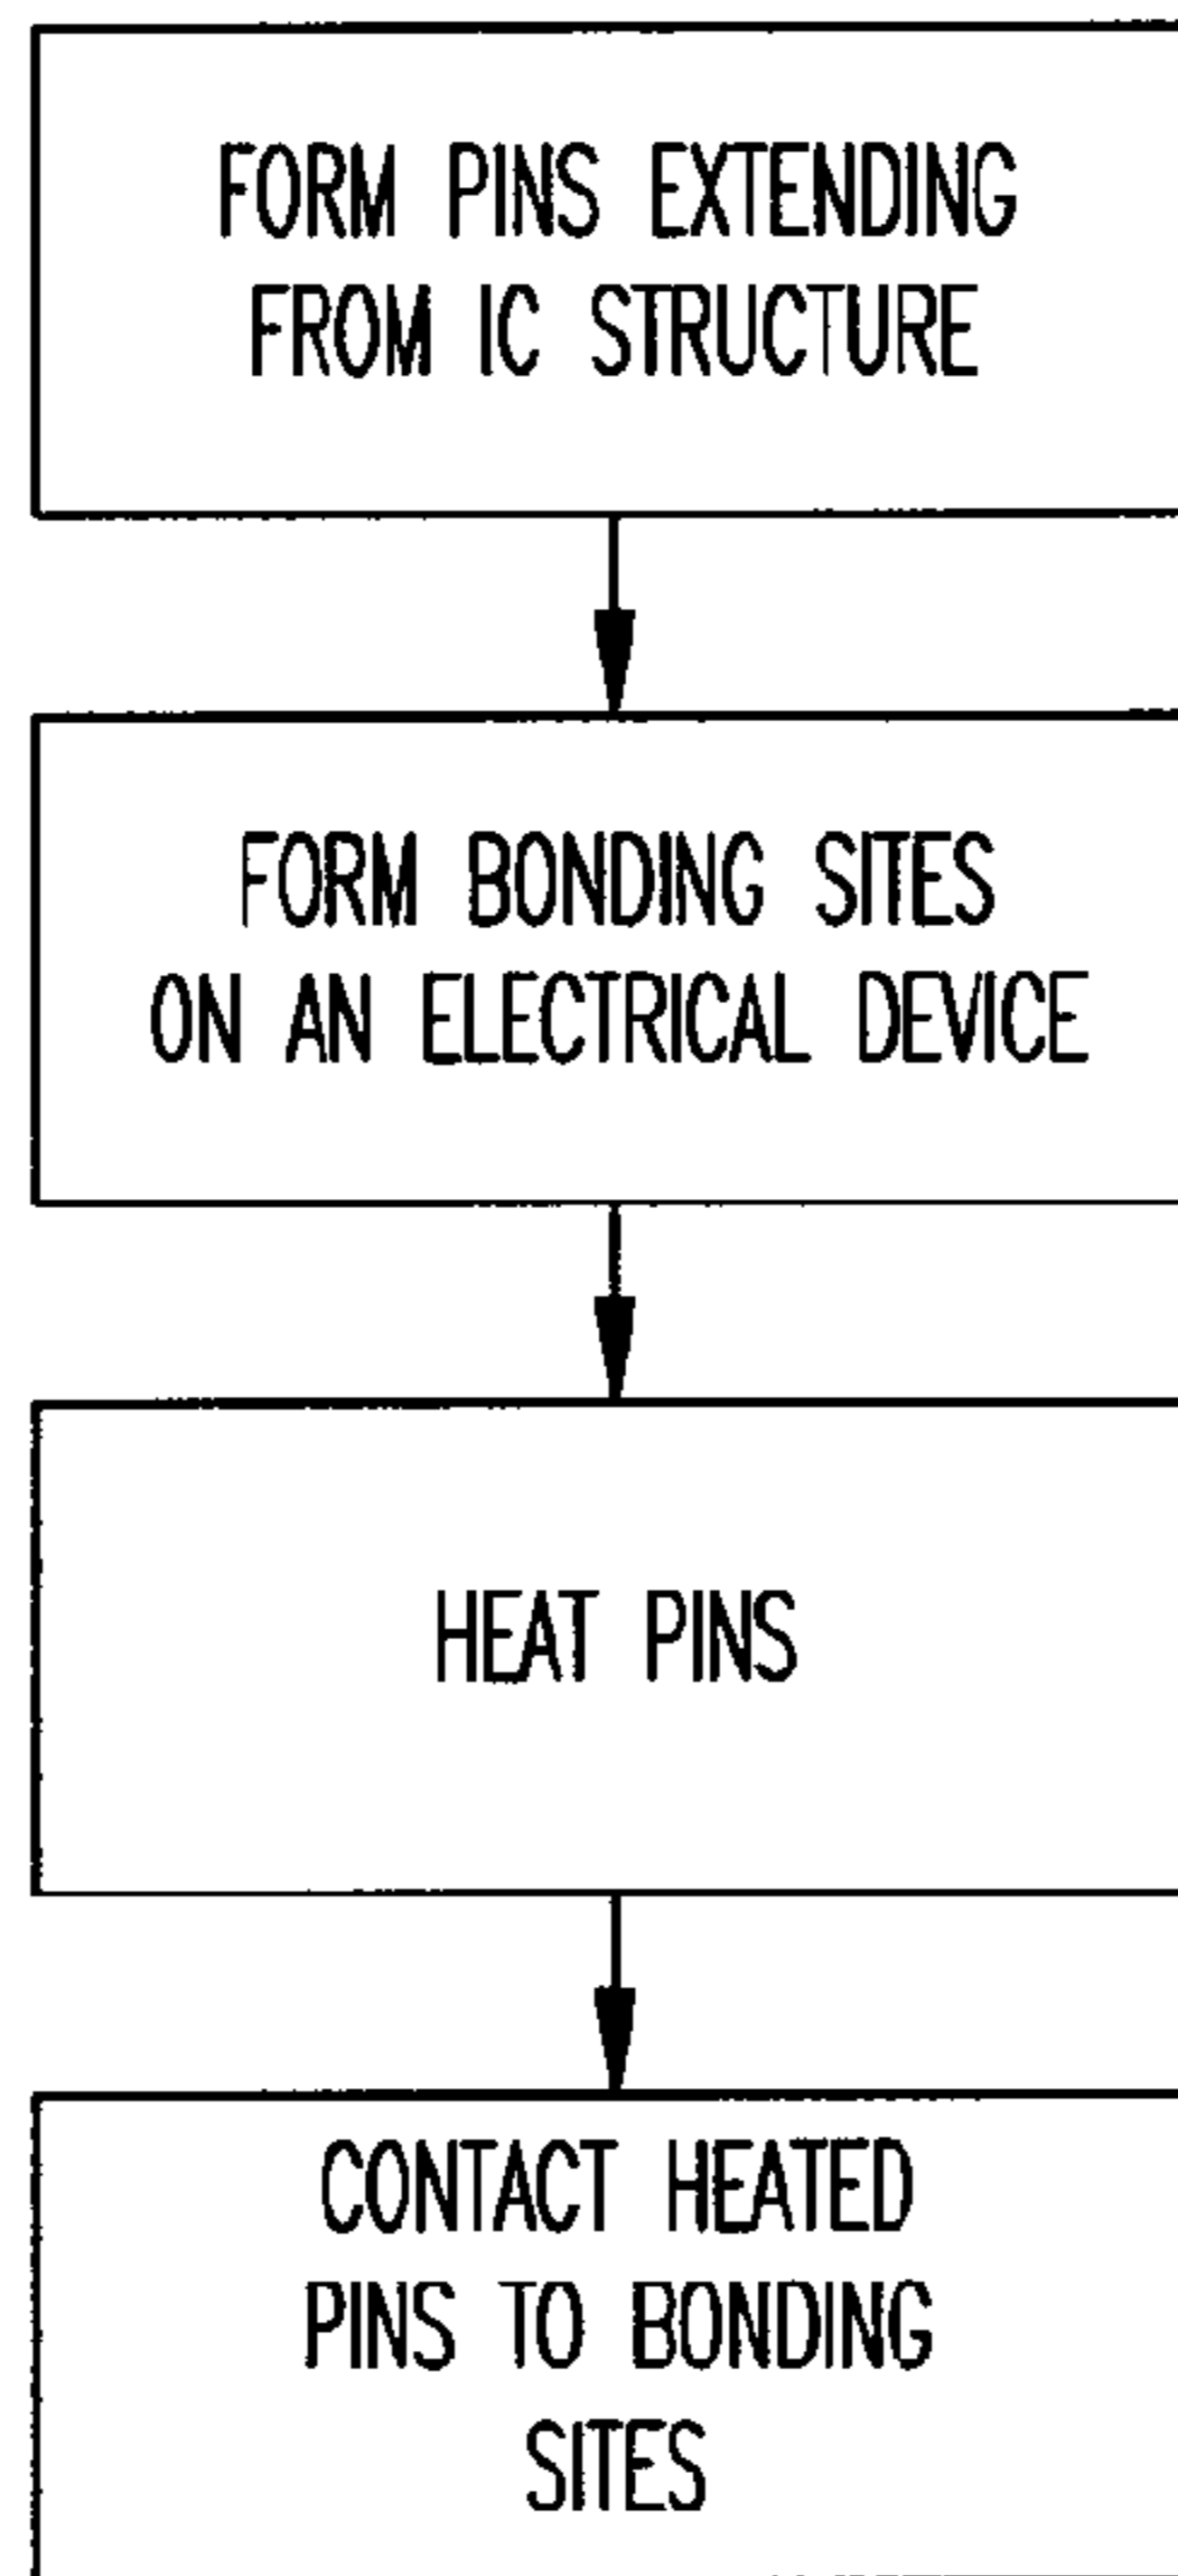 FORM PINS EXTENDING
FROM IC STRUCTURE
FORM BONDING SITES
ON AN ELECTRICAL DEVICE
HEAT PINS
CONTACT HEATED
PINS TO BONDING
SITES